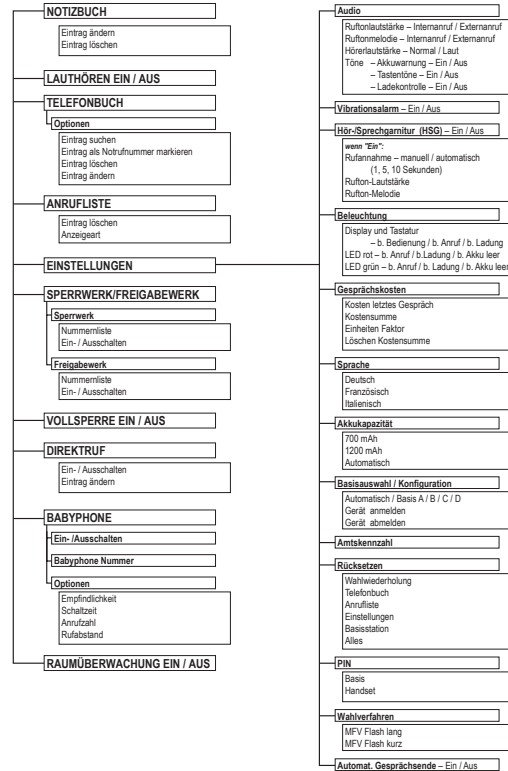 NOTIZBUCH
Eintrag ändern
Eintrag löschen
LAUTHÖREN EIN / AUS
TELEFONBUCH
Optionen
Eintrag suchen
Eintrag als Notrufnummer markieren
Eintrag löschen
Eintrag ändern
ANRUFLISTE
Eintrag löschen
Anzeigeart
EINSTELLUNGEN
SPERRWERK/FREIGABEWERK
Sperrwerk
Nummernliste
Ein- / Ausschalten
Freigabewerk
Nummernliste
Ein- / Ausschalten
VOLLSPERRE EIN / AUS
DIREKTRUF
Ein- / Ausschalten
Eintrag ändern
BABYPHONE
Ein- /Ausschalten
Babyphone Nummer
Optionen
Empfindlichkeit
Schaltzeit
Anrufzahl
Rufabstand
RAUMÜBERWACHUNG EIN / AUS
Audio
Ruftonlautstärke – Internanruf / Externanruf
Ruftonmelodie – Internanruf / Externanruf
Hörerlautstärke – Normal / Laut
Töne – Akkuwarnung – Ein / Aus
– Tastentöne – Ein / Aus
– Ladekontrolle – Ein / Aus
Vibrationsalarm – Ein / Aus
Hör-/Sprechgarnitur (HSG) – Ein / Aus
wenn "Ein":
Rufannahme – manuell / automatisch
(1, 5, 10 Sekunden)
Rufton-Lautstärke
Rufton-Melodie
Beleuchtung
Display und Tastatur
– b. Bedienung / b. Anruf / b. Ladung
LED rot – b. Anruf / b.Ladung / b. Akku leer
LED grün – b. Anruf / b. Ladung / b. Akku leer
Gesprächskosten
Kosten letztes Gespräch
Kostensumme
Einheiten Faktor
Löschen Kostensumme
Sprache
Deutsch
Französisch
Italienisch
Akkukapazität
700 mAh
1200 mAh
Automatisch
Basisauswahl / Konfiguration
Automatisch / Basis A / B / C / D
Gerät anmelden
Gerät abmelden
Amtskennzahl
Rücksetzen
Wahlwiederholung
Telefonbuch
Anrufliste
Einstellungen
Basisstation
Alles
PIN
Basis
Handset
Wahlverfahren
MFV Flash lang
MFV Flash kurz
Automat. Gesprächsende – Ein / Aus